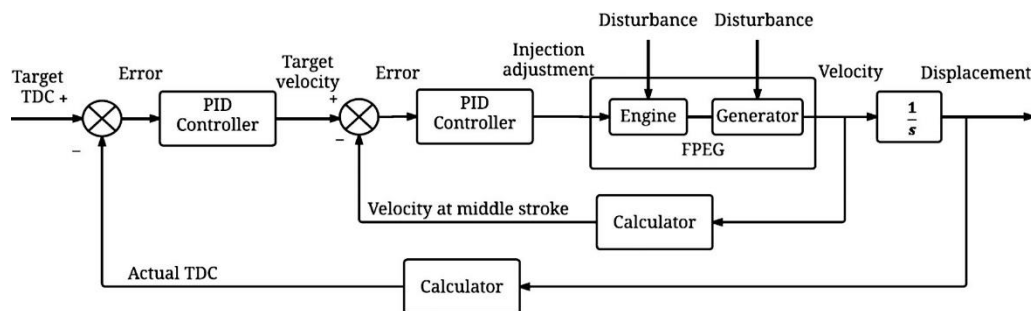 Disturbance
Disturbance
Target
TDC +
Error
PID
Controller
Target
velocity
+
Error
PID
Controller
Injection
adjustment
Engine
Generator
FPEG
Velocity
1
s
Displacement
−
−
Velocity at middle stroke
Calculator
Actual TDC
Calculator